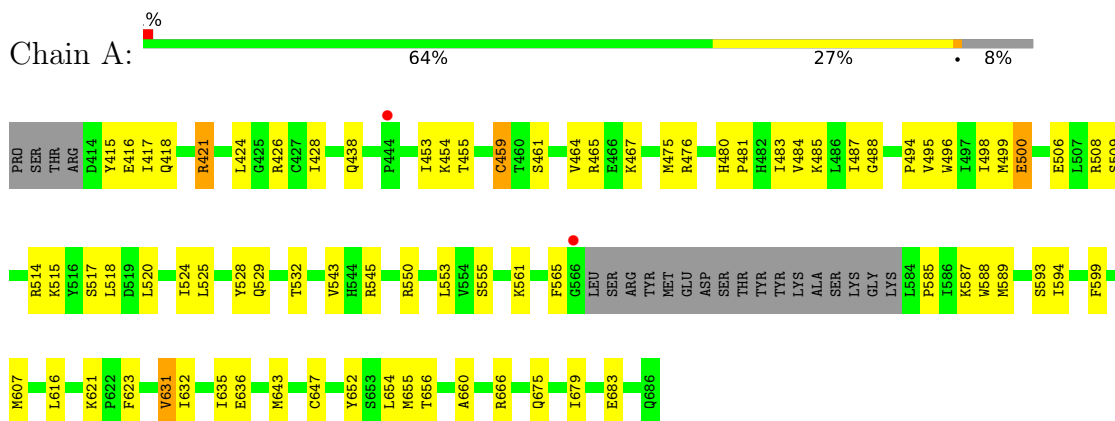 .%
Chain A:
64% 27% • 8%
PRO SER THR ARG D414 Y415 E416 I417 Q418 R421 L424 G425 R426 C427 I428 Q438 P444 I453 K454 T455 C459 T460 S461 V464 R465 E466 K467 M475 R476 H480 P481 H482 I483 V484 K485 L486 I487 G488 P494 V495 W496 I497 I498 M499 E500 E506 L507 R508 S509
R514 K515 Y516 S517 L518 D519 L520 I524 L525 Y528 Q529 T532 V543 H544 R545 R550 L553 V554 S555 K561 F565 G566 LEU SER ARG TYR MET GLU ASP SER THR TYR TYR LYS ALA SER LYS GLY LYS L584 P585 I586 K587 W588 M589 S593 I594 F599
M607 L616 K621 P622 F623 V631 I632 I635 E636 M643 C647 Y652 S653 L654 M655 T656 A660 R666 Q675 I679 E683 Q686